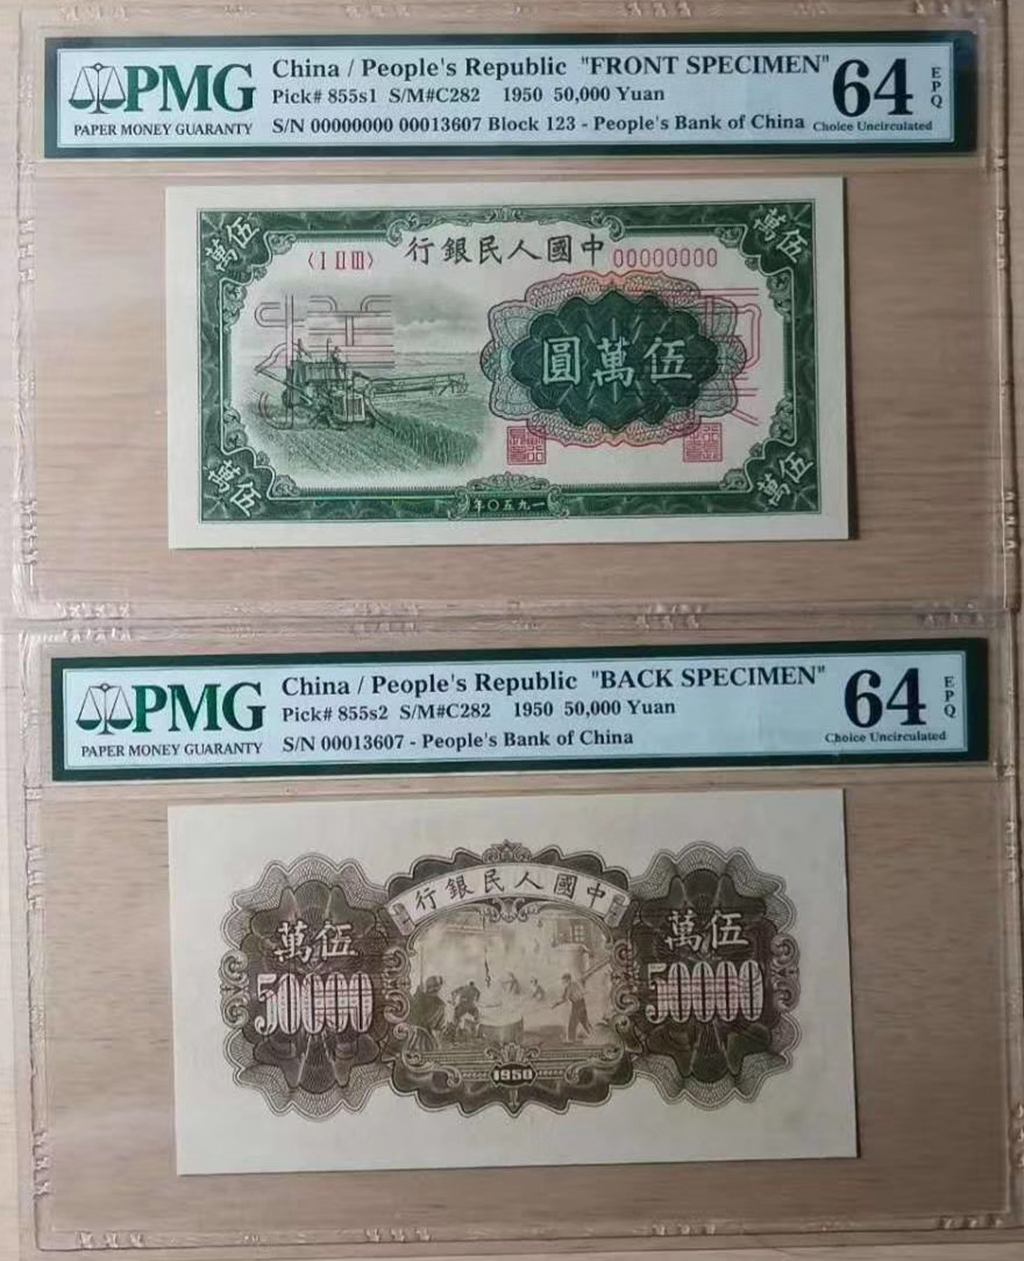 PMG
PAPER MONEY GUARANTY
China / People's Republic "FRONT SPECIMEN"
Pick# 855s1 S/M#C282 1950 50,000 Yuan
S/N 00000000 00013607 Block 123 - People's Bank of China
64
EPQ
Choice Uncirculated
伍萬
伍萬
行銀民人國中
〈I II III〉
00000000
樣票
圓萬伍
伍萬
年〇五九一
伍萬
PMG
PAPER MONEY GUARANTY
China / People's Republic "BACK SPECIMEN"
Pick# 855s2 S/M#C282 1950 50,000 Yuan
S/N 00013607 - People's Bank of China
64
EPQ
Choice Uncirculated
行銀民人國中
萬伍
50000
萬伍
50000
1950